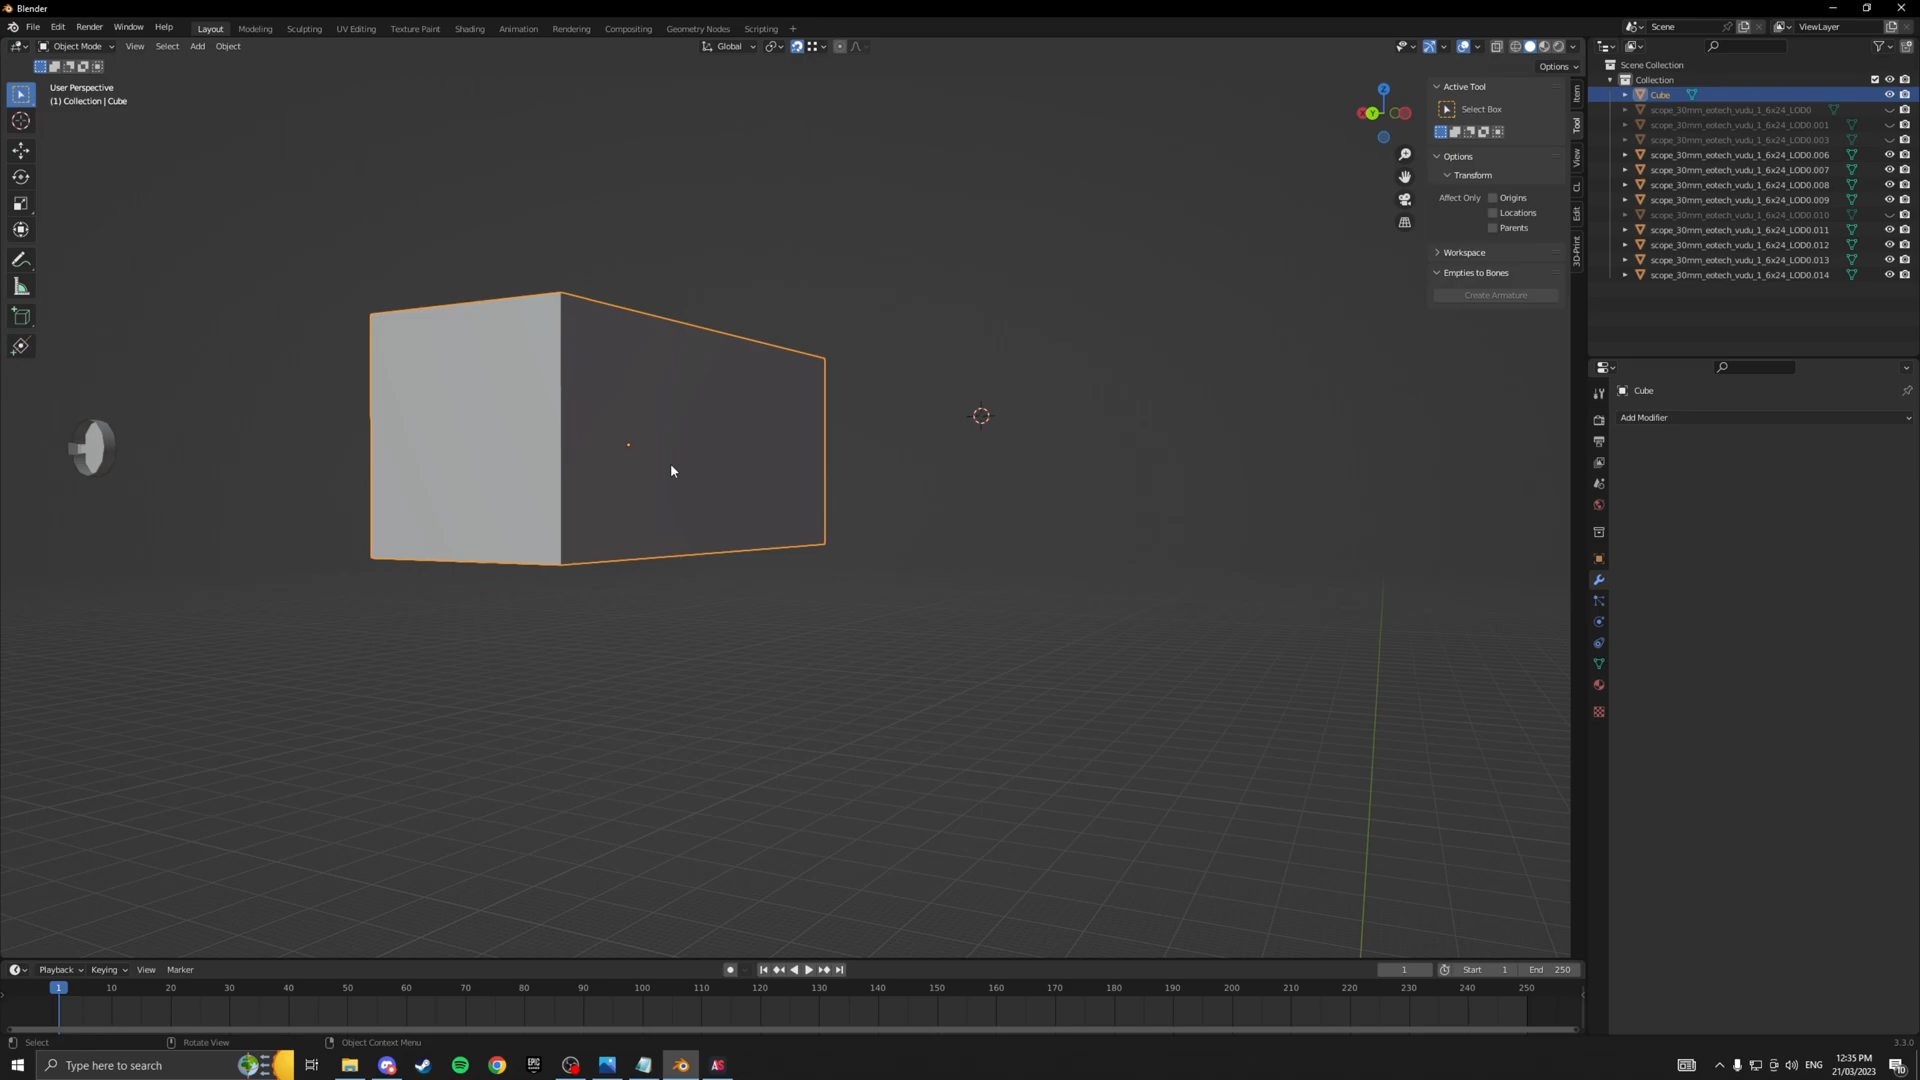 Blender
File Edit Render Window Help Layout Modeling Sculpting UV Editing Texture Paint Shading Animation Rendering Compositing Geometry Nodes Scripting + Scene ViewLayer
Object Mode View Select Add Object Global
Options
User Perspective
(1) Collection | Cube
Z
X
Y
Active Tool
Select Box
Options
Transform
Affect Only Origins
Locations
Parents
Workspace
Empties to Bones
Create Armature
Item
Tool
View
CL
Edit
3D-Print
Scene Collection
Collection
Cube
scope_30mm_eotech_vudu_1_6x24_LOD0
scope_30mm_eotech_vudu_1_6x24_LOD0.001
scope_30mm_eotech_vudu_1_6x24_LOD0.003
scope_30mm_eotech_vudu_1_6x24_LOD0.006
scope_30mm_eotech_vudu_1_6x24_LOD0.007
scope_30mm_eotech_vudu_1_6x24_LOD0.008
scope_30mm_eotech_vudu_1_6x24_LOD0.009
scope_30mm_eotech_vudu_1_6x24_LOD0.010
scope_30mm_eotech_vudu_1_6x24_LOD0.011
scope_30mm_eotech_vudu_1_6x24_LOD0.012
scope_30mm_eotech_vudu_1_6x24_LOD0.013
scope_30mm_eotech_vudu_1_6x24_LOD0.014
Cube
Add Modifier
Playback Keying View Marker 1 Start 1 End 250
1 10 20 30 40 50 60 70 80 90 100 110 120 130 140 150 160 170 180 190 200 210 220 230 240 250
Select Rotate View Object Context Menu 3.3.0
Type here to search EPIC AS ENG 12:35 PM
21/03/2023 10